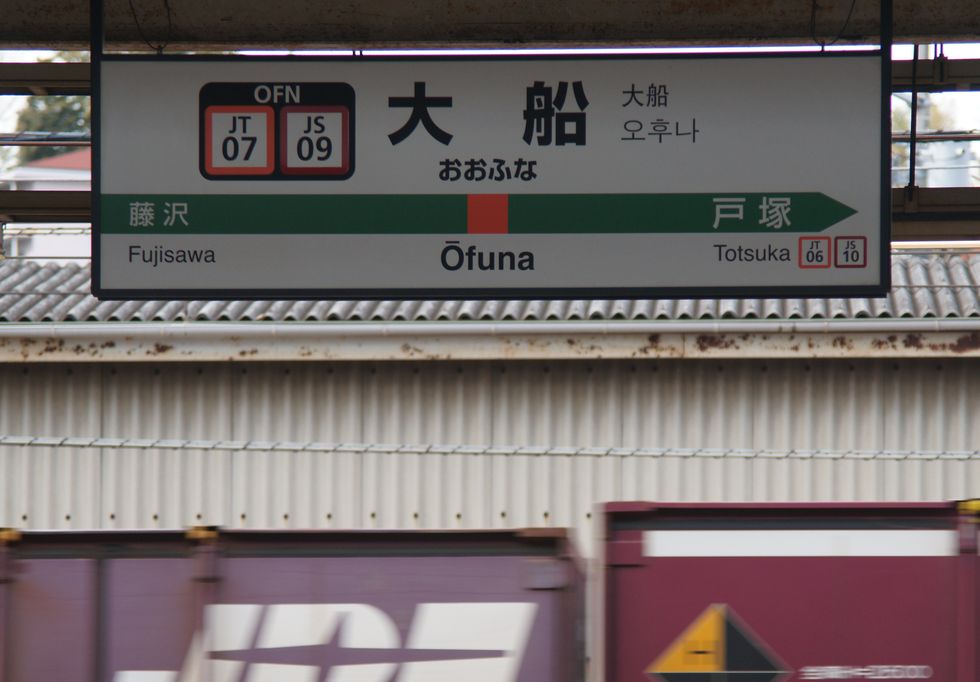 OFN
JT
07
JS
09
大船
おおふな
大船
오후나
藤沢
戸塚
Fujisawa
Ōfuna
Totsuka
JT
06
JS
10